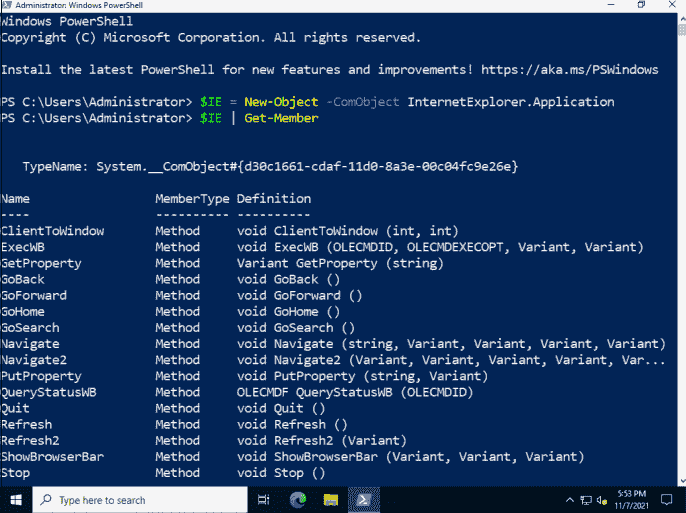 Administrator: Windows PowerShell
Windows PowerShell
Copyright (C) Microsoft Corporation. All rights reserved.
Install the latest PowerShell for new features and improvements! https://aka.ms/PSWindows
PS C:\Users\Administrator> $IE = New-Object -ComObject InternetExplorer.Application
PS C:\Users\Administrator> $IE | Get-Member
TypeName: System.__ComObject#{d30c1661-cdaf-11d0-8a3e-00c04fc9e26e}
Name MemberType Definition
---- ---------- ----------
ClientToWindow Method void ClientToWindow (int, int)
ExecWB Method void ExecWB (OLECMDID, OLECMDEXECOPT, Variant, Variant)
GetProperty Method Variant GetProperty (string)
GoBack Method void GoBack ()
GoForward Method void GoForward ()
GoHome Method void GoHome ()
GoSearch Method void GoSearch ()
Navigate Method void Navigate (string, Variant, Variant, Variant, Variant)
Navigate2 Method void Navigate2 (Variant, Variant, Variant, Variant, Var...
PutProperty Method void PutProperty (string, Variant)
QueryStatusWB Method OLECMDF QueryStatusWB (OLECMDID)
Quit Method void Quit ()
Refresh Method void Refresh ()
Refresh2 Method void Refresh2 (Variant)
ShowBrowserBar Method void ShowBrowserBar (Variant, Variant, Variant)
Stop Method void Stop ()
Type here to search
5:53 PM
11/7/2021